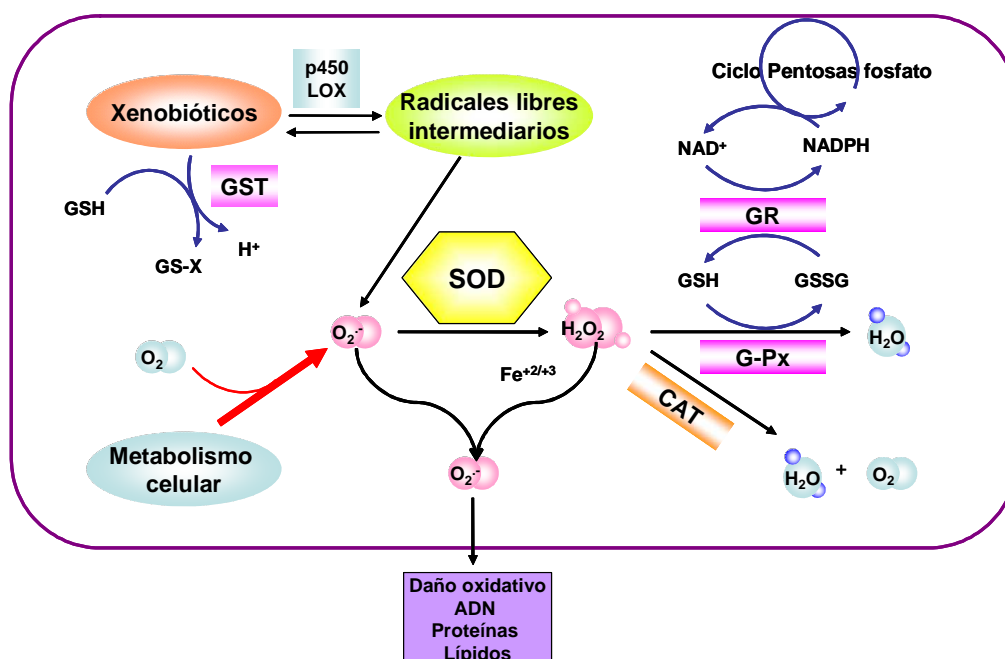 p450
LOX
Ciclo Pentosas fosfato
Xenobióticos
Radicales libres
intermediarios
NAD⁺
NADPH
GST
GSH
GR
H⁺
GS-X
SOD
GSH
GSSG
O₂·⁻
H₂O₂
H₂O
O₂
G-Px
Fe⁺²/⁺³
CAT
Metabolismo
celular
O₂·⁻
H₂O + O₂
Daño oxidativo
ADN
Proteínas
Lípidos